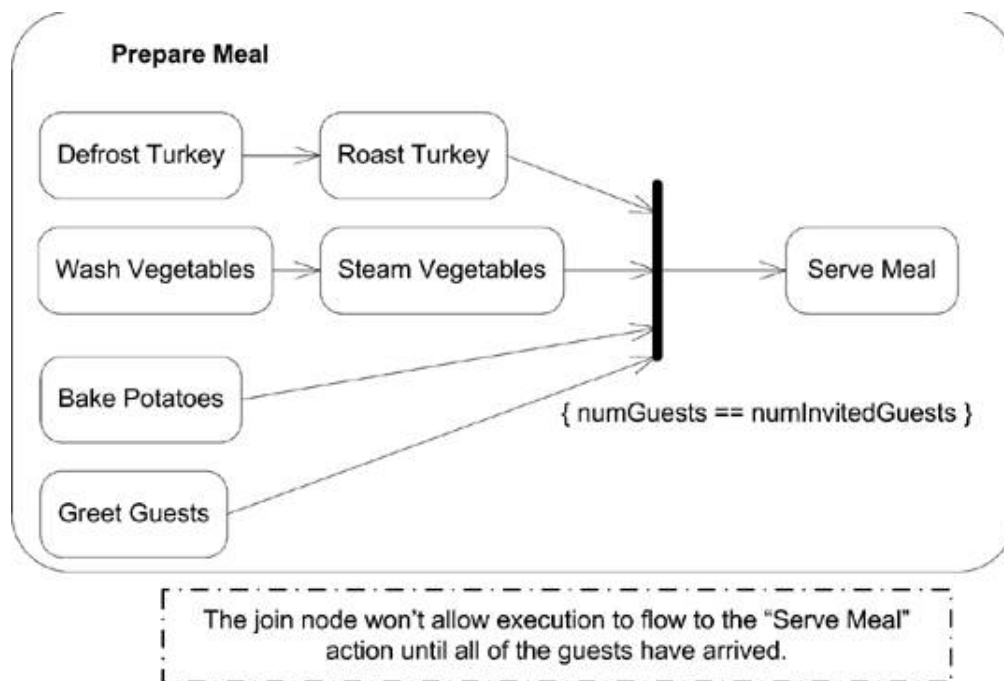 Prepare Meal
Defrost Turkey
Roast Turkey
Wash Vegetables
Steam Vegetables
Serve Meal
Bake Potatoes
{ numGuests == numInvitedGuests }
Greet Guests
The join node won't allow execution to flow to the “Serve Meal”
action until all of the guests have arrived.